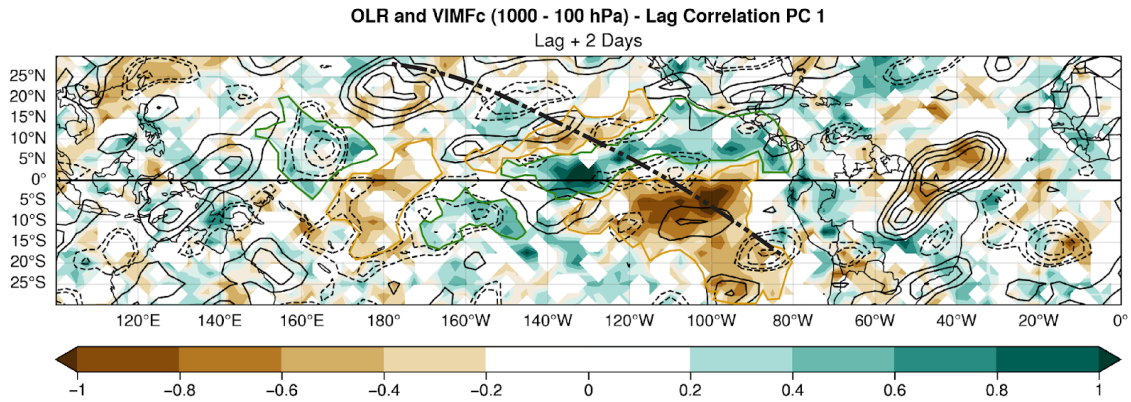 OLR and VIMFc (1000 - 100 hPa) - Lag Correlation PC 1
Lag + 2 Days
25°N
20°N
15°N
10°N
5°N
0°
5°S
10°S
15°S
20°S
25°S
120°E 140°E 160°E 180° 160°W 140°W 120°W 100°W 80°W 60°W 40°W 20°W 0°
−1 −0.8 −0.6 −0.4 −0.2 0 0.2 0.4 0.6 0.8 1